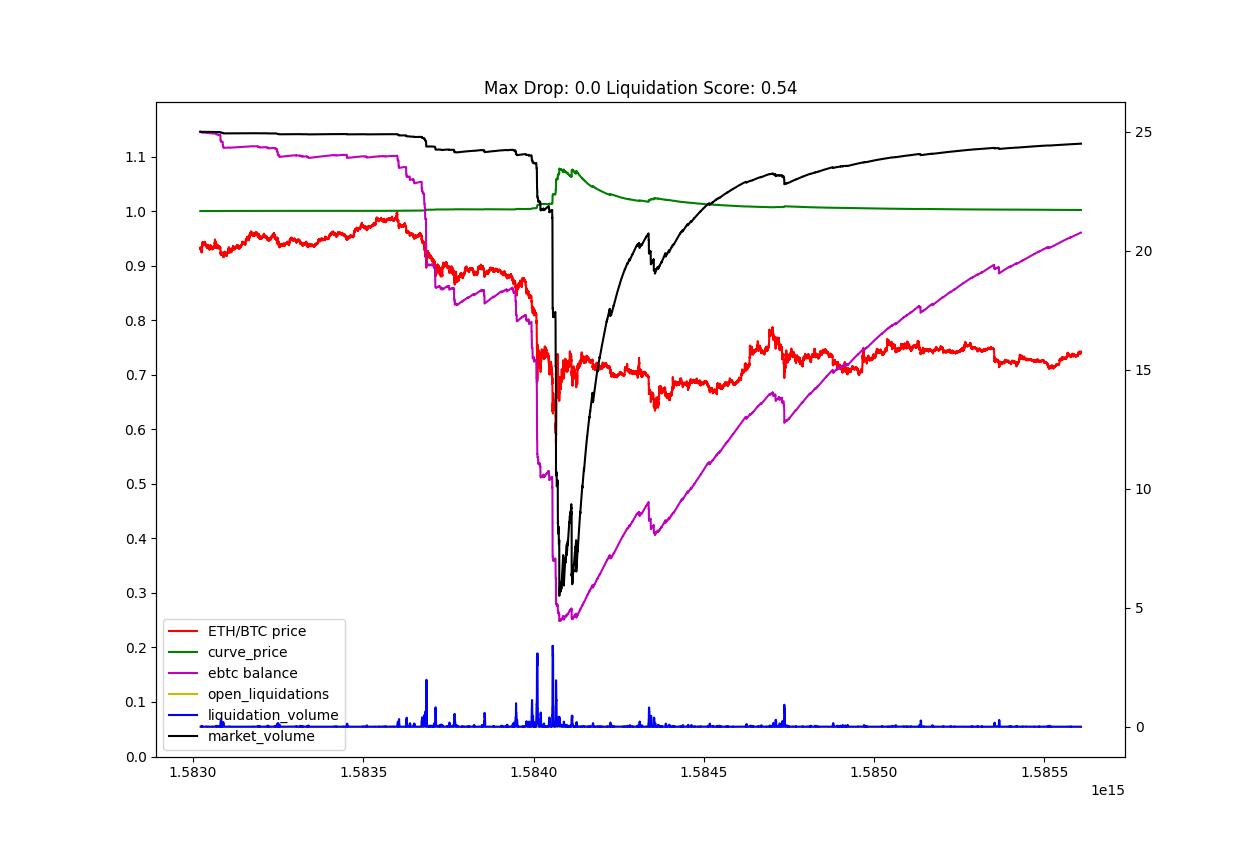 Max Drop: 0.0 Liquidation Score: 0.54
1.1
1.0
0.9
0.8
0.7
0.6
0.5
0.4
0.3
0.2
0.1
0.0
25
20
15
10
5
0
ETH/BTC price
curve_price
ebtc balance
open_liquidations
liquidation_volume
market_volume
1.5830 1.5835 1.5840 1.5845 1.5850 1.5855
1e15